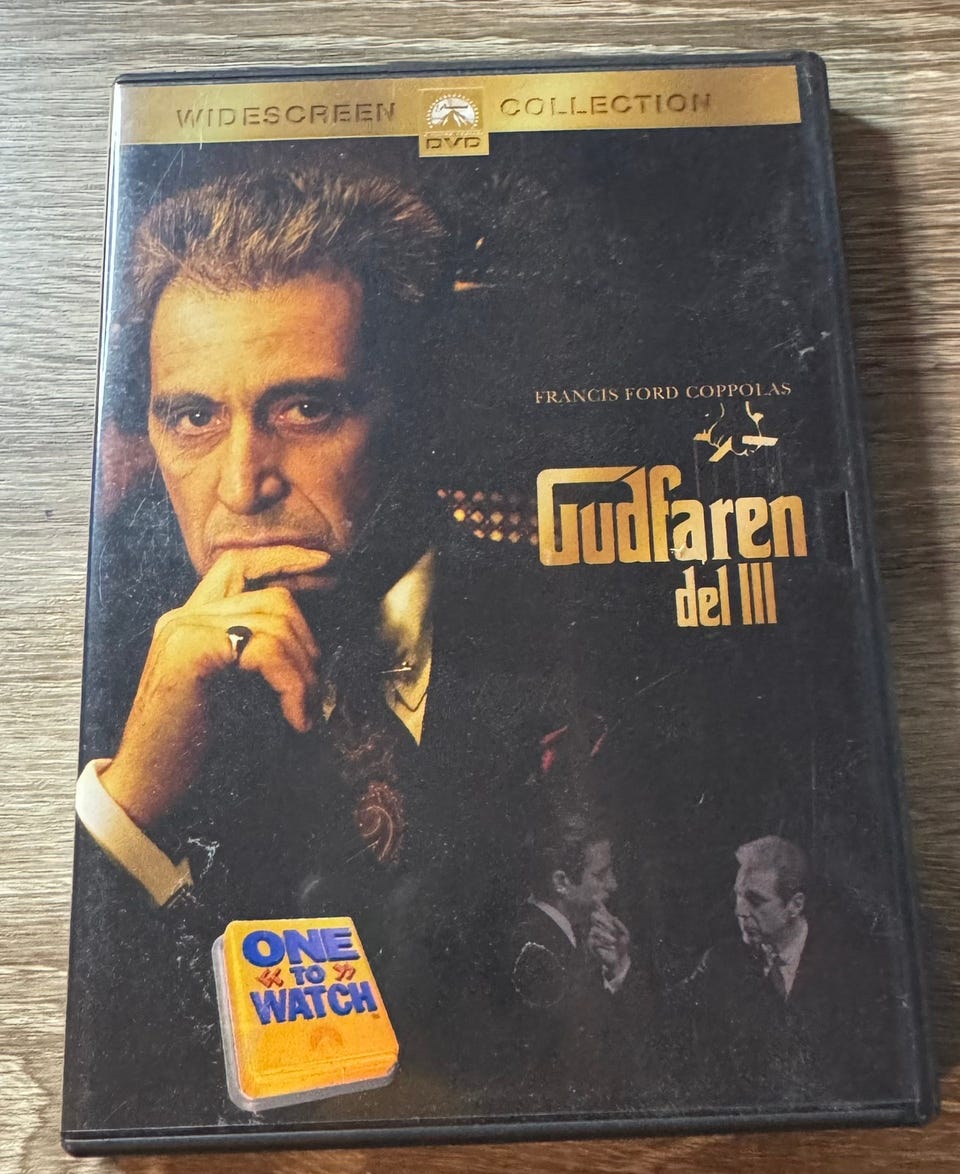 WIDESCREEN COLLECTION
DVD
FRANCIS FORD COPPOLAS
Gudfaren
del III
ONE
TO
WATCH